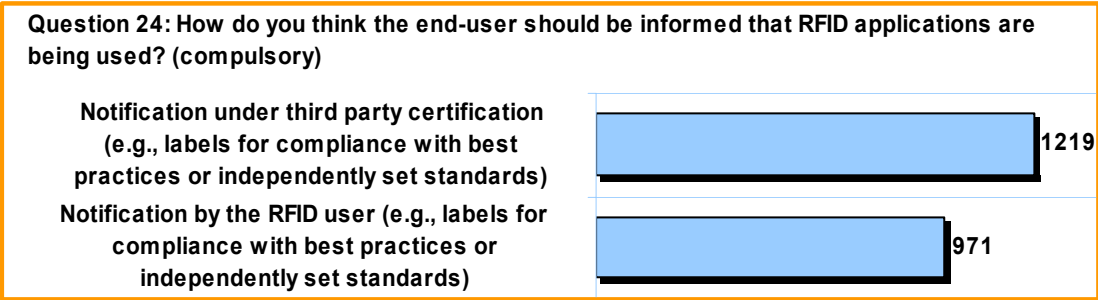 Question 24: How do you think the end-user should be informed that RFID applications are
being used? (compulsory)
Notification under third party certification
(e.g., labels for compliance with best
practices or independently set standards)
1219
Notification by the RFID user (e.g., labels for
compliance with best practices or
independently set standards)
971